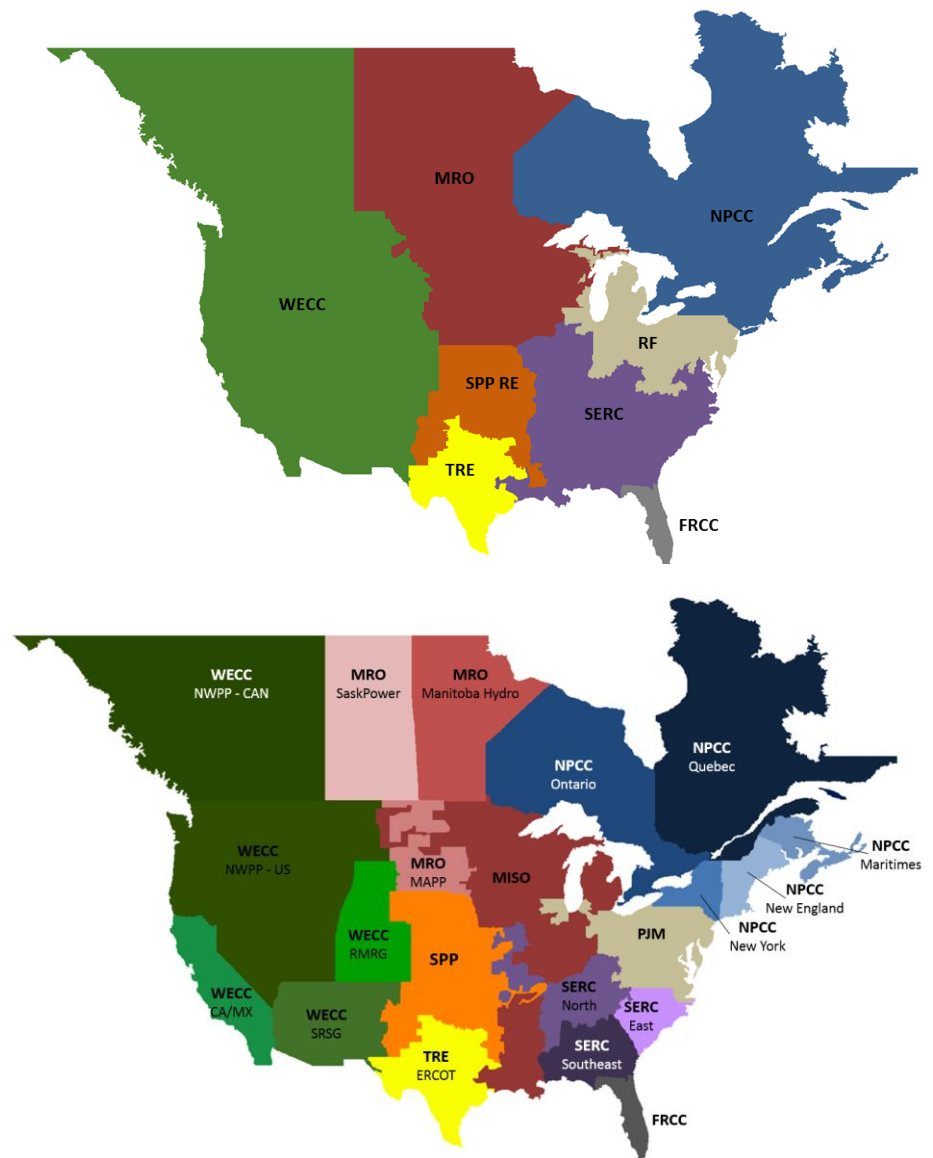 MRO
NPCC
WECC
RF
SPP RE
SERC
TRE
FRCC
WECC
NWPP - CAN
MRO
SaskPower
MRO
Manitoba Hydro
NPCC
Quebec
NPCC
Ontario
NPCC
Maritimes
WECC
NWPP - US
MRO
MAPP
MISO
NPCC
New England
NPCC
New York
WECC
RMRG
SPP
PJM
WECC
CA/MX
WECC
SRSG
SERC
North
SERC
East
SERC
Southeast
TRE
ERCOT
FRCC